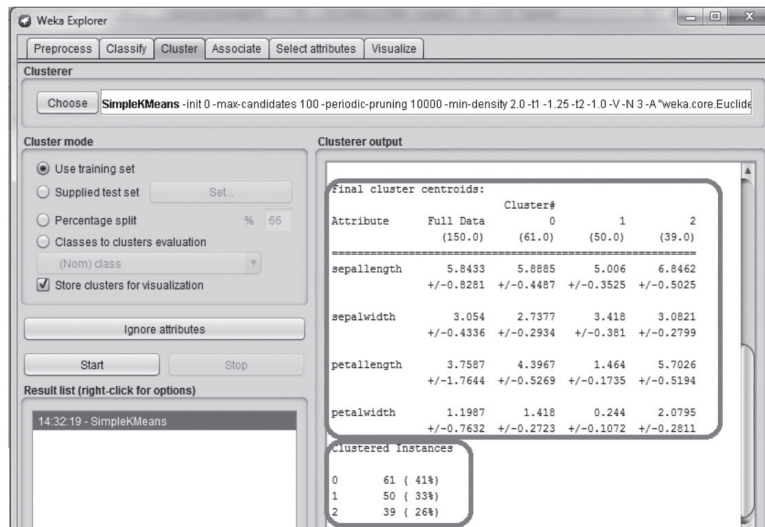 Weka Explorer
Preprocess Classify Cluster Associate Select attributes Visualize
Clusterer
Choose SimpleKMeans -init 0 -max-candidates 100 -periodic-pruning 10000 -min-density 2.0 -t1 -1.25 -t2 -1.0 -V -N 3 -A "weka.core.Euclide
Cluster mode
Use training set
Supplied test set Set...
Percentage split % 66
Classes to clusters evaluation
(Nom) class
Store clusters for visualization
Ignore attributes
Start Stop
Result list (right-click for options)
14:32:19 - SimpleKMeans
Clusterer output
Final cluster centroids:
Cluster#
Attribute Full Data 0 1 2
(150.0) (61.0) (50.0) (39.0)
sepallength 5.8433 5.8885 5.006 6.8462
+/-0.8281 +/-0.4487 +/-0.3525 +/-0.5025
sepalwidth 3.054 2.7377 3.418 3.0821
+/-0.4336 +/-0.2934 +/-0.381 +/-0.2799
petallength 3.7587 4.3967 1.464 5.7026
+/-1.7644 +/-0.5269 +/-0.1735 +/-0.5194
petalwidth 1.1987 1.418 0.244 2.0795
+/-0.7632 +/-0.2723 +/-0.1072 +/-0.2811
Clustered Instances
0 61 ( 41%)
1 50 ( 33%)
2 39 ( 26%)